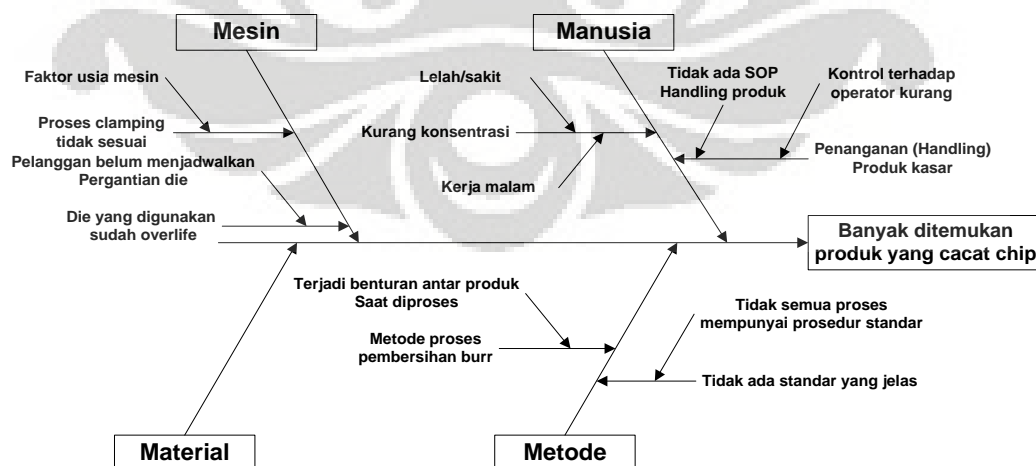 Mesin
Manusia
Faktor usia mesin
Proses clamping
tidak sesuai
Pelanggan belum menjadwalkan
Pergantian die
Die yang digunakan
sudah overlife
Lelah/sakit
Kurang konsentrasi
Kerja malam
Tidak ada SOP
Handling produk
Kontrol terhadap
operator kurang
Penanganan (Handling)
Produk kasar
Banyak ditemukan
produk yang cacat chip
Terjadi benturan antar produk
Saat diproses
Metode proses
pembersihan burr
Tidak semua proses
mempunyai prosedur standar
Tidak ada standar yang jelas
Material
Metode